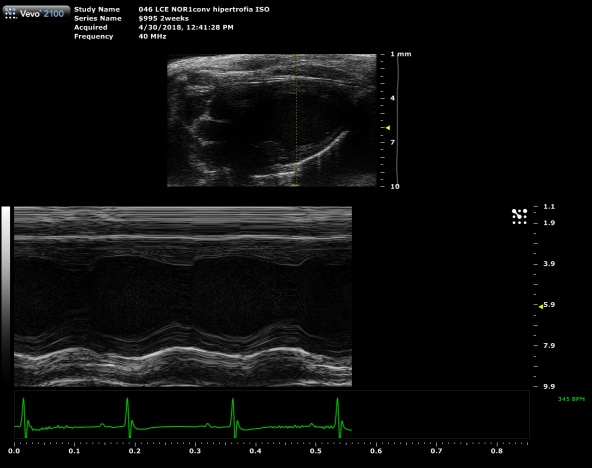 Vevo 2100
Study Name 046 LCE NOR1conv hipertrofia ISO
Series Name $995 2weeks
Acquired 4/30/2018, 12:41:28 PM
Frequency 40 MHz
1 mm
4
7
10
1.1
1.9
3.9
5.9
7.9
9.9
345 BPM
0.0 0.1 0.2 0.3 0.4 0.5 0.6 0.7 0.8